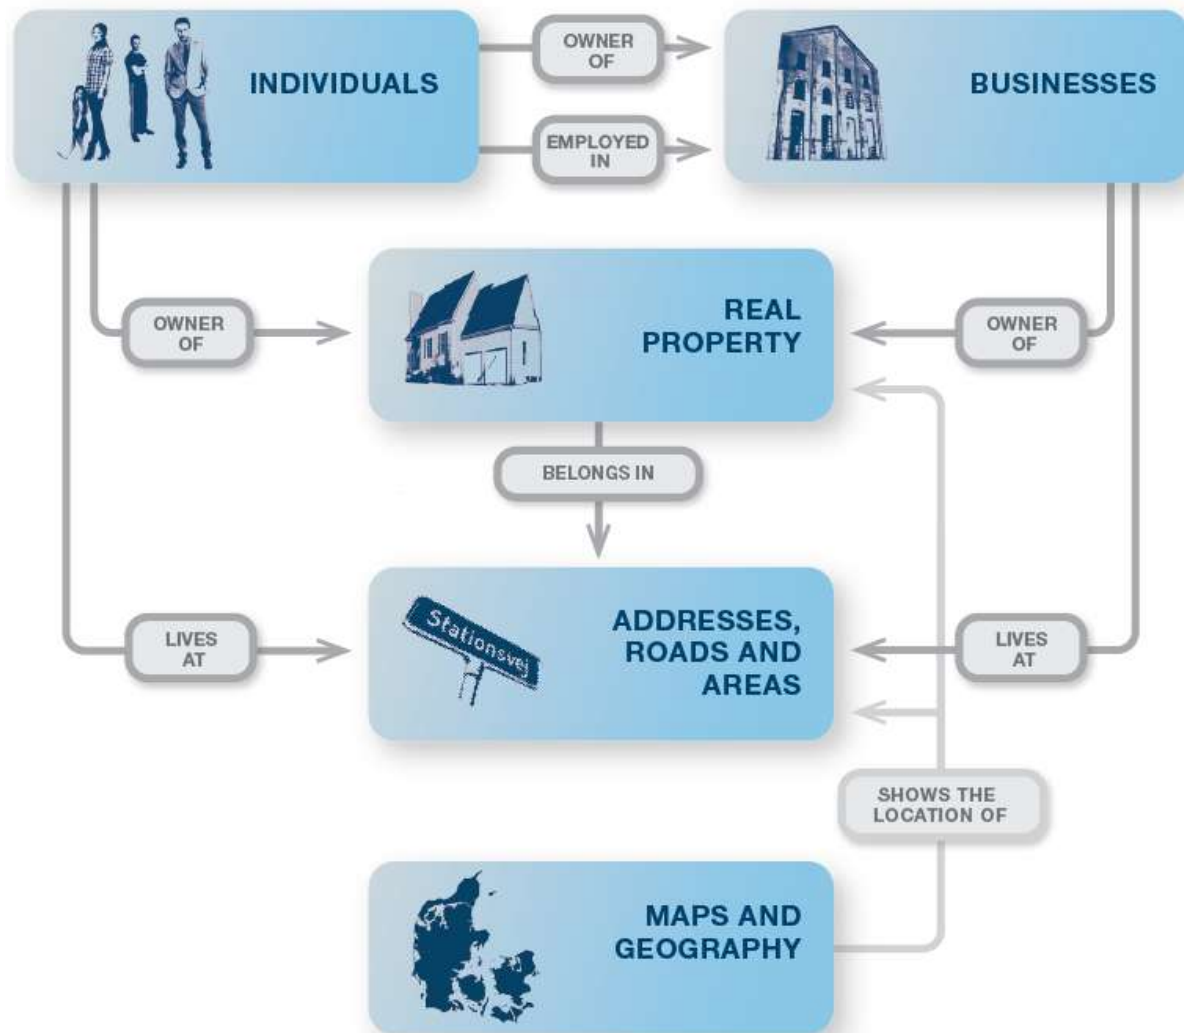 INDIVIDUALS
OWNER
OF
EMPLOYED
IN
BUSINESSES
OWNER
OF
REAL
PROPERTY
OWNER
OF
BELONGS IN
LIVES
AT
Stationsvej
ADDRESSES,
ROADS AND
AREAS
LIVES
AT
SHOWS THE
LOCATION OF
MAPS AND
GEOGRAPHY